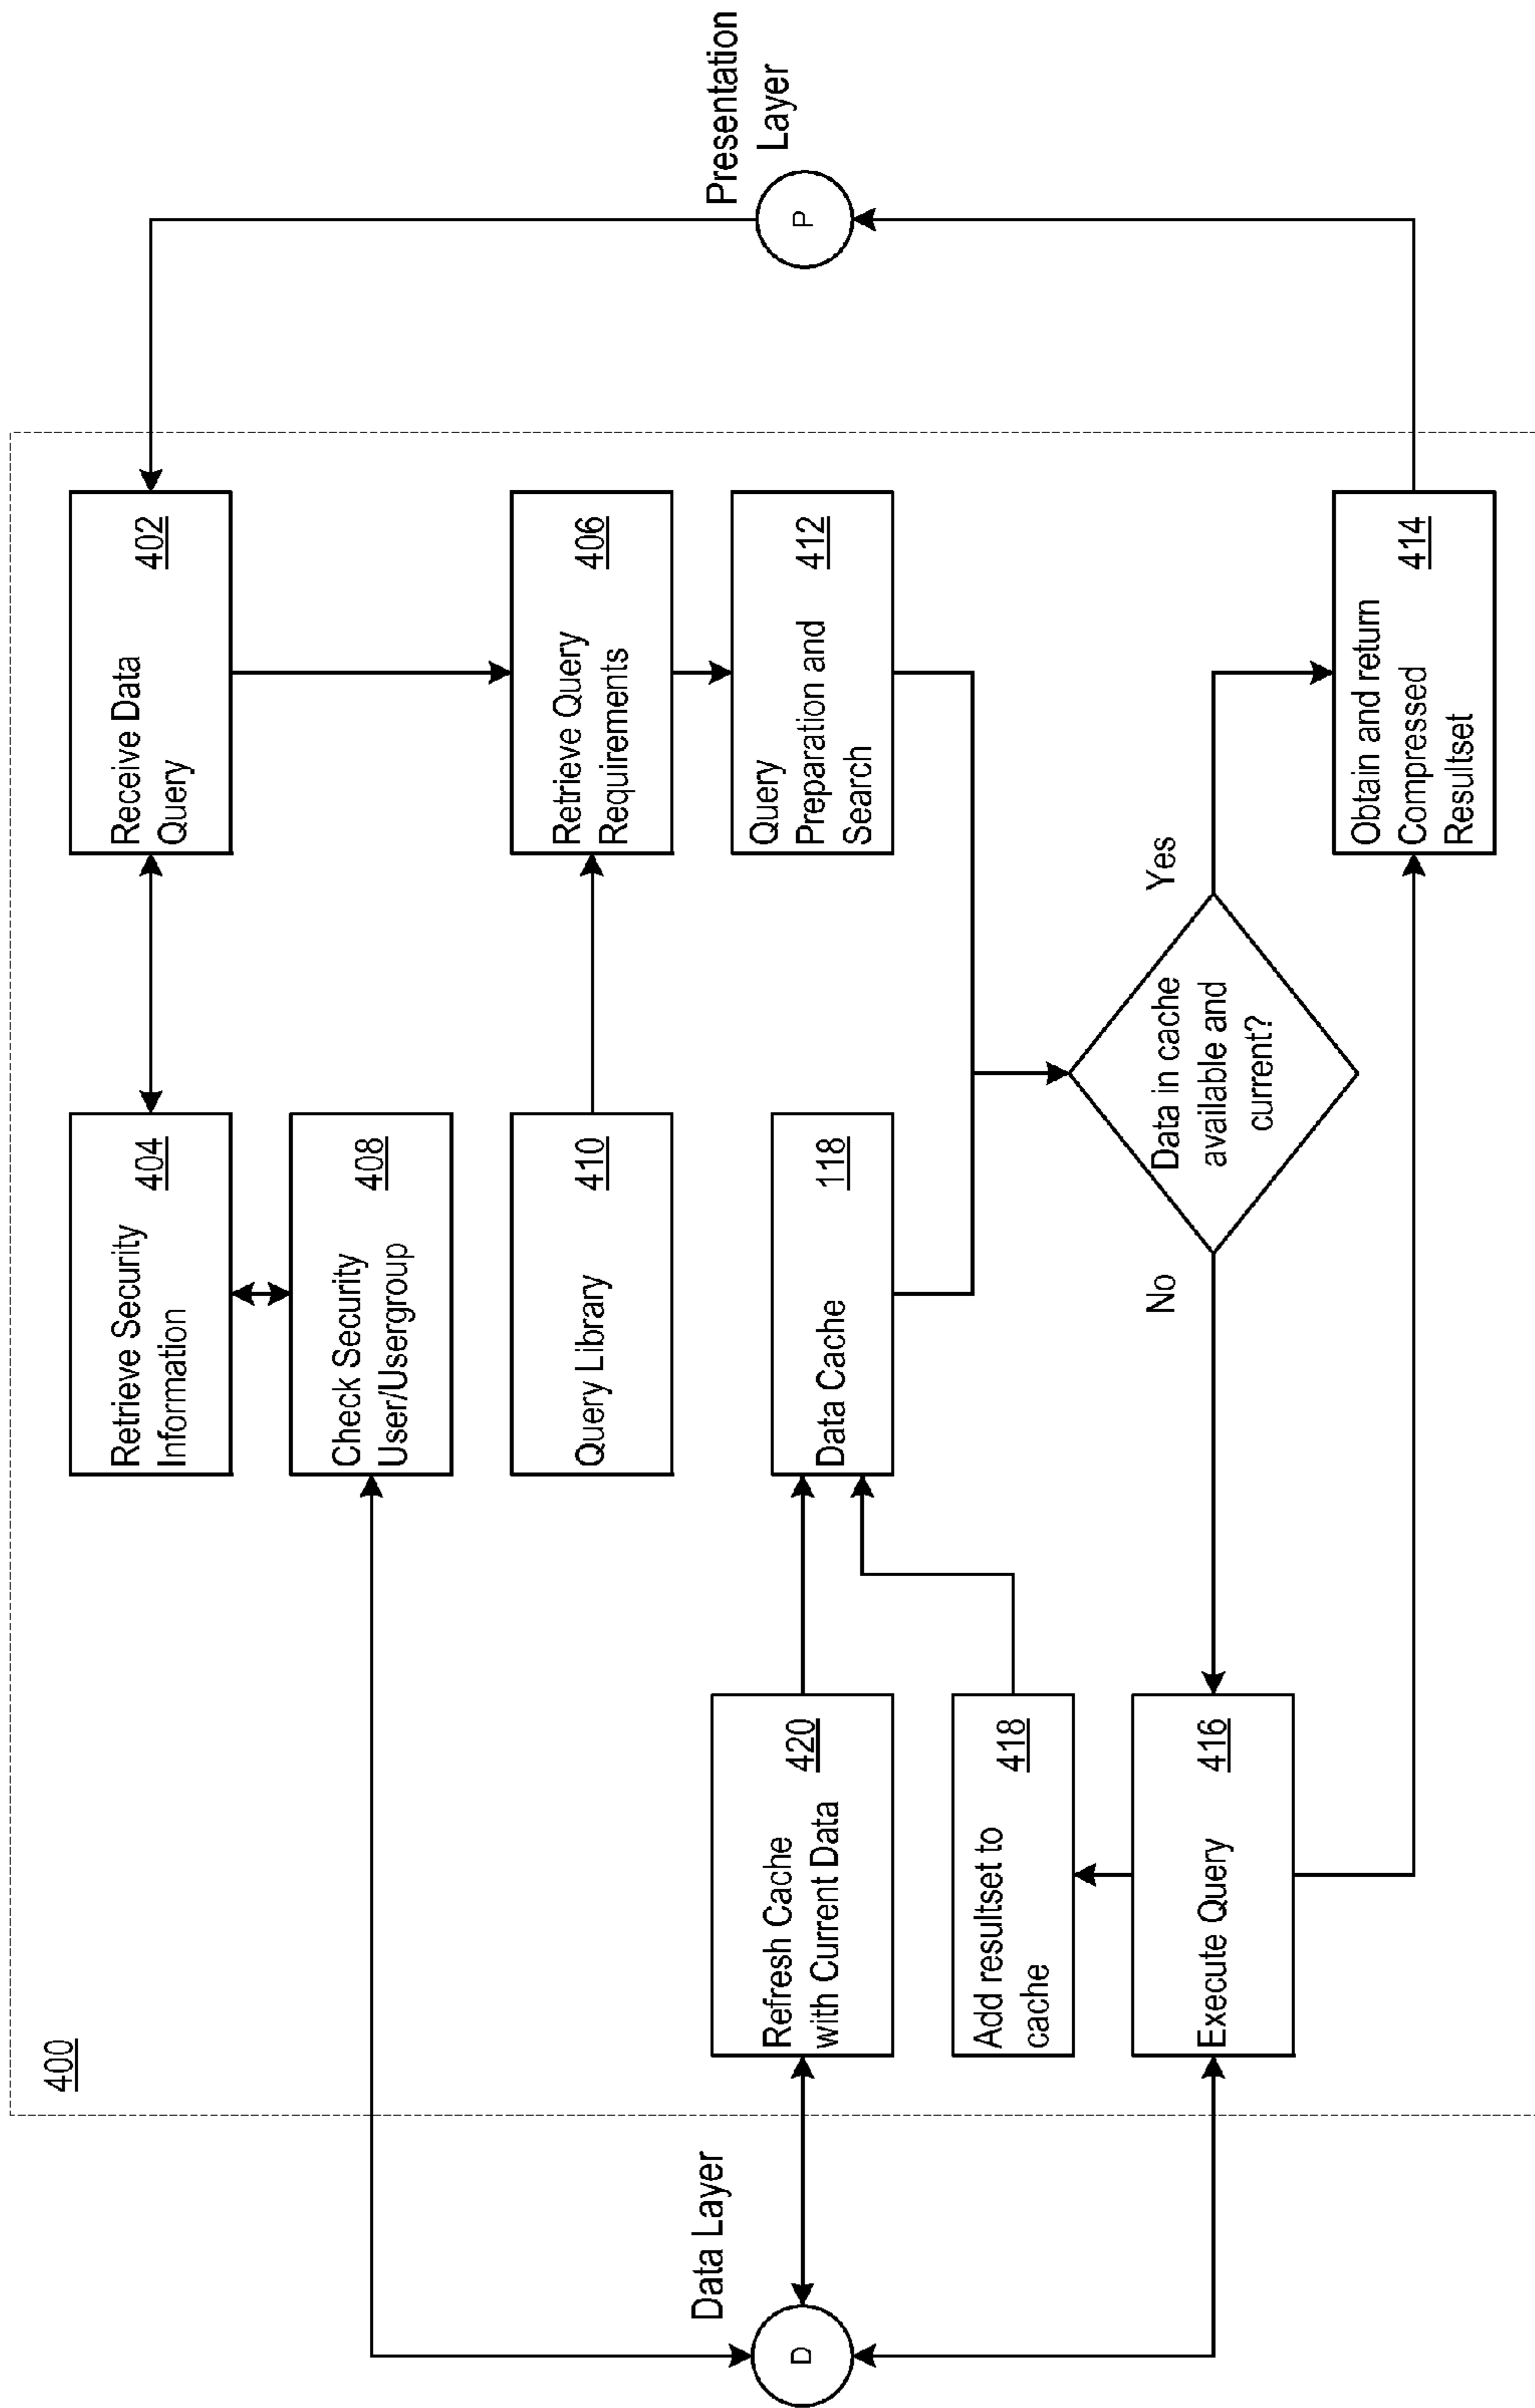 400
Receive Data
Query
402
Retrieve Security
Information
404
Check Security
User/Usergroup
408
Retrieve Query
Requirements
406
Query Library
410
Query
Preparation and
Search
412
Data Cache
118
Refresh Cache
with Current Data
420
Add resultset to
cache
418
Execute Query
416
Data in cache
available and
current?
Yes
No
Obtain and return
Compressed
Resultset
414
Data Layer
D
Presentation
Layer
P